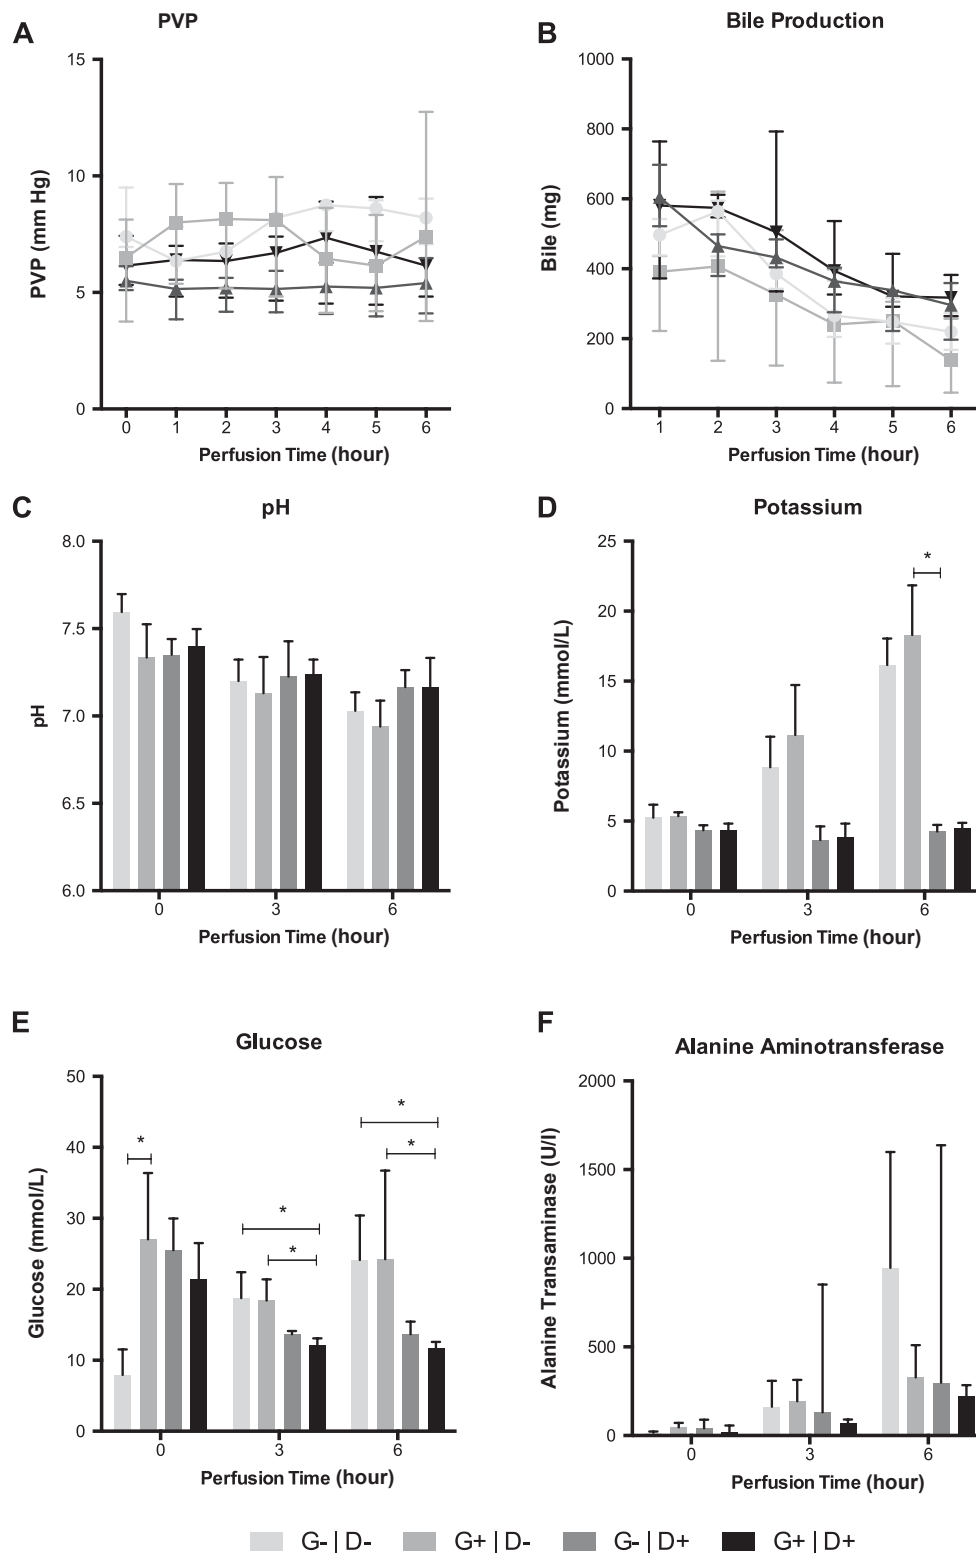 A PVP
15
10
5
0
PVP (mm Hg)
0 1 2 3 4 5 6
Perfusion Time (hour)
B Bile Production
1000
800
600
400
200
0
Bile (mg)
1 2 3 4 5 6
Perfusion Time (hour)
C pH
8.0
7.5
7.0
6.5
6.0
pH
0 3 6
Perfusion Time (hour)
D Potassium
25
20
15
10
5
0
Potassium (mmol/L)
*
0 3 6
Perfusion Time (hour)
E Glucose
50
40
30
20
10
0
Glucose (mmol/L)
*
*
*
*
*
0 3 6
Perfusion Time (hour)
F Alanine Aminotransferase
2000
1500
1000
500
0
Alanine Transaminase (U/l)
0 3 6
Perfusion Time (hour)
G- | D- G+ | D- G- | D+ G+ | D+